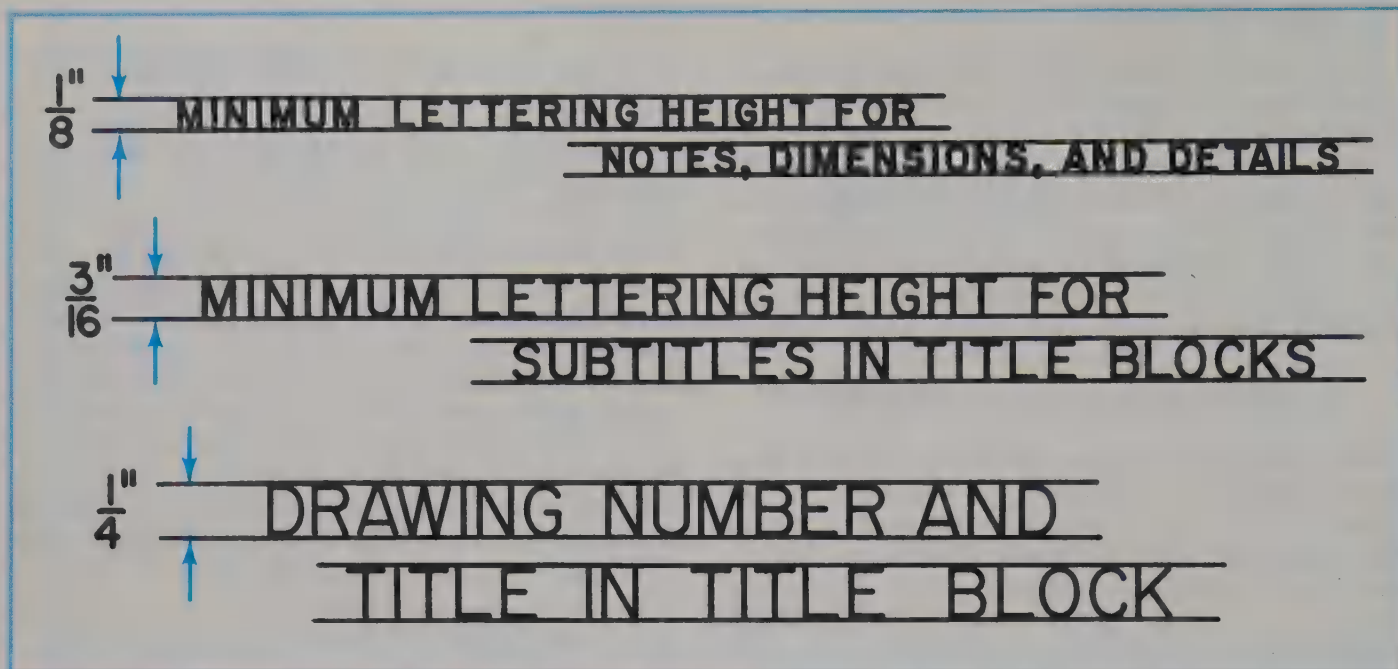 1"
8
MINIMUM LETTERING HEIGHT FOR
NOTES, DIMENSIONS, AND DETAILS
3"
16
MINIMUM LETTERING HEIGHT FOR
SUBTITLES IN TITLE BLOCKS
1"
4
DRAWING NUMBER AND
TITLE IN TITLE BLOCK